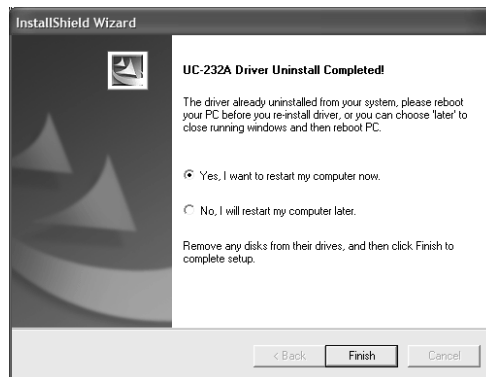 InstallShield Wizard
UC-232A Driver Uninstall Completed!
The driver already uninstalled from your system, please reboot
your PC before you re-install driver, or you can choose 'later' to
close running windows and then reboot PC.
Yes, I want to restart my computer now.
No, I will restart my computer later.
Remove any disks from their drives, and then click Finish to
complete setup.
< Back
Finish
Cancel